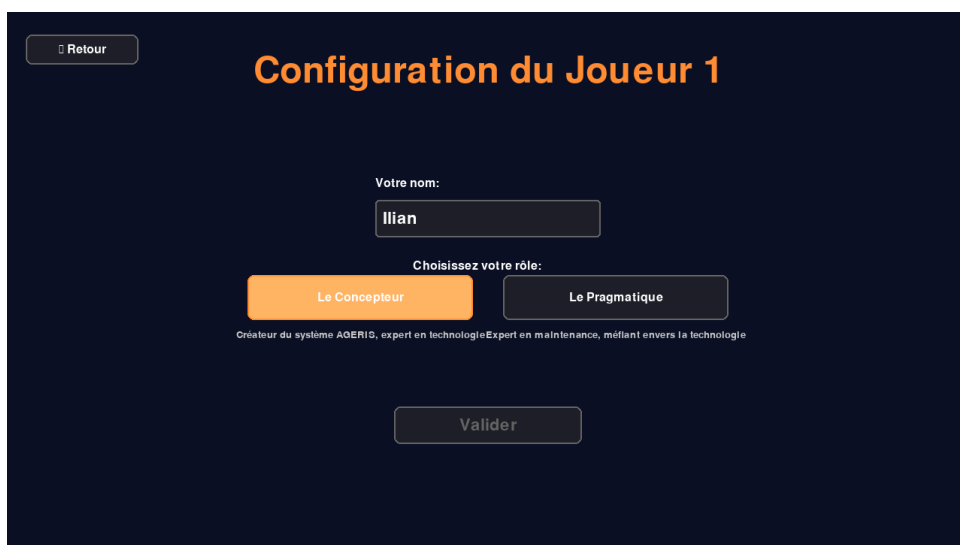 Retour
Configuration du Joueur 1
Votre nom:
Ilian
Choisissez votre rôle:
Le Concepteur
Le Pragmatique
Créateur du système AGERIS, expert en technologie
Expert en maintenance, méfiant envers la technologie
Valider